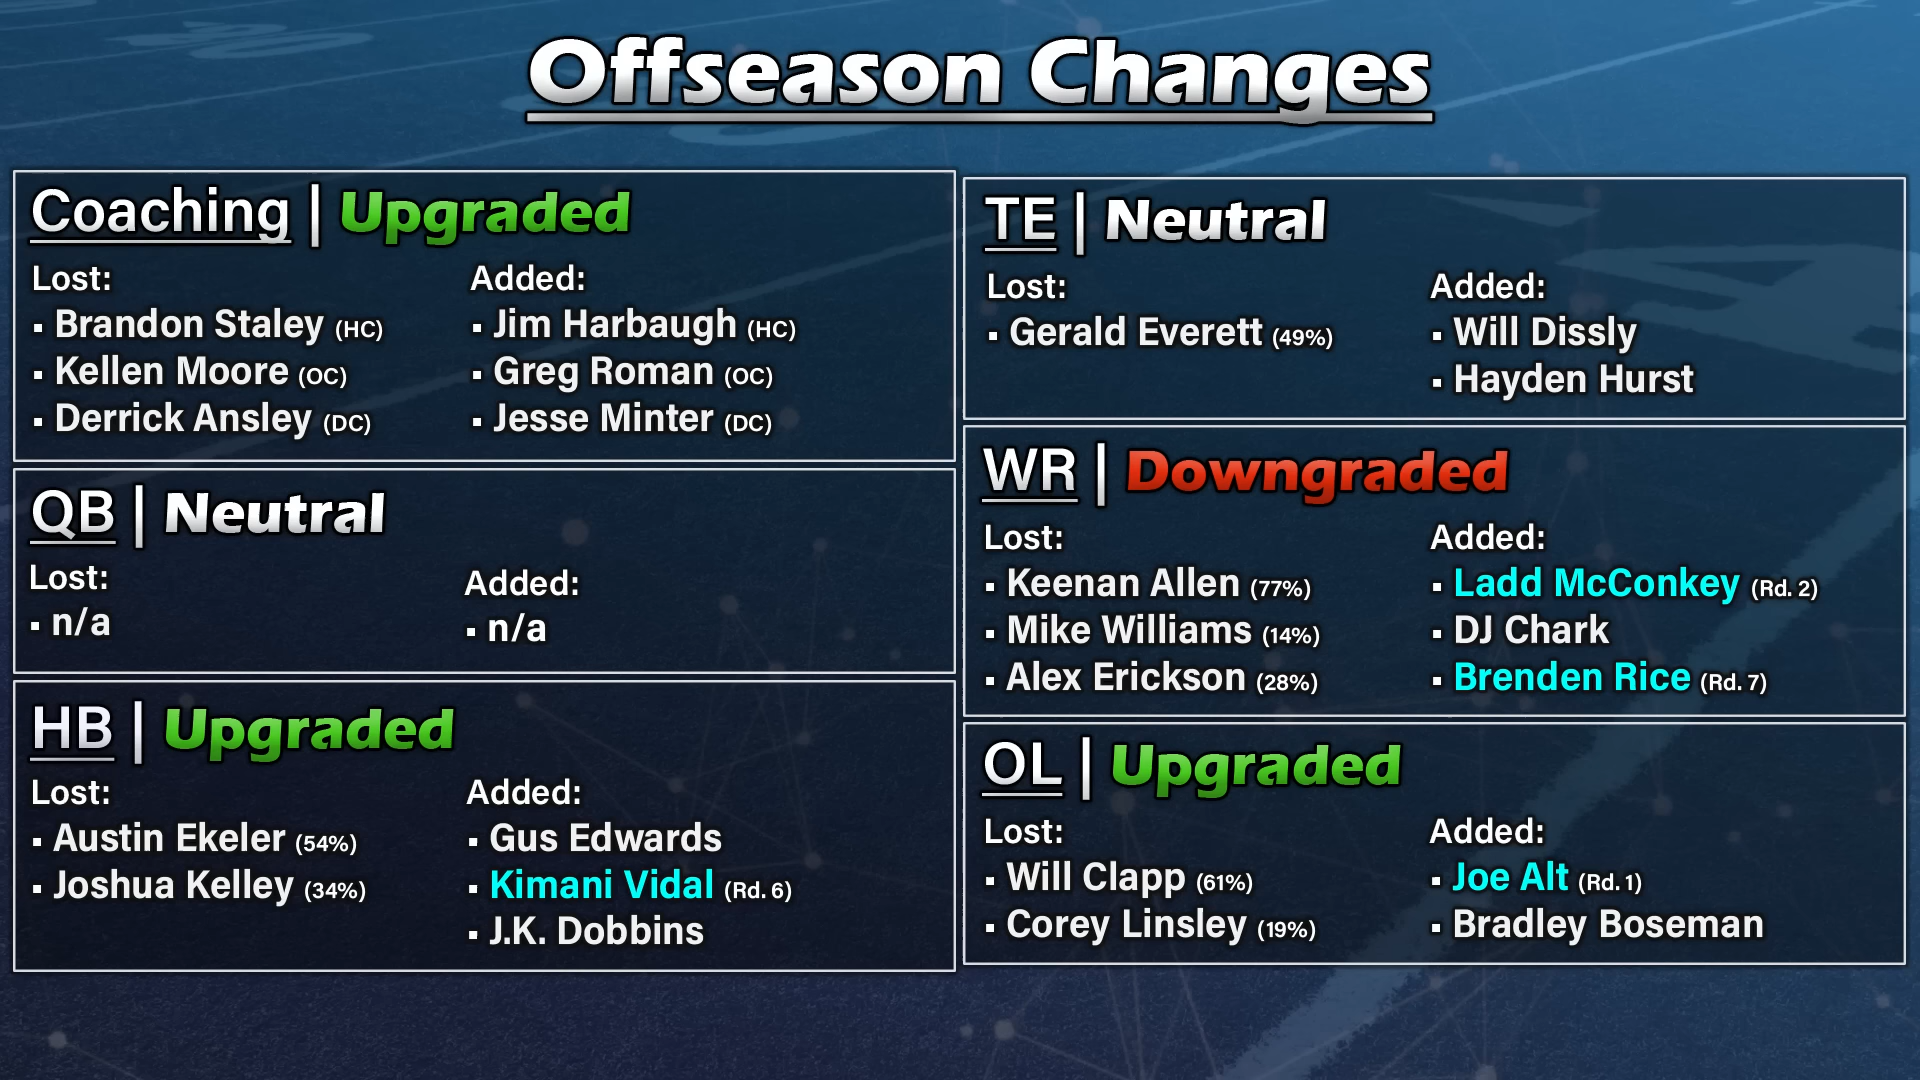 Offseason Changes
Coaching | Upgraded
Lost:
▪ Brandon Staley (HC)
▪ Kellen Moore (OC)
▪ Derrick Ansley (DC)
Added:
▪ Jim Harbaugh (HC)
▪ Greg Roman (OC)
▪ Jesse Minter (DC)
QB | Neutral
Lost:
▪ n/a
Added:
▪ n/a
HB | Upgraded
Lost:
▪ Austin Ekeler (54%)
▪ Joshua Kelley (34%)
Added:
▪ Gus Edwards
▪ Kimani Vidal (Rd. 6)
▪ J.K. Dobbins
TE | Neutral
Lost:
▪ Gerald Everett (49%)
Added:
▪ Will Dissly
▪ Hayden Hurst
WR | Downgraded
Lost:
▪ Keenan Allen (77%)
▪ Mike Williams (14%)
▪ Alex Erickson (28%)
Added:
▪ Ladd McConkey (Rd. 2)
▪ DJ Chark
▪ Brenden Rice (Rd. 7)
OL | Upgraded
Lost:
▪ Will Clapp (61%)
▪ Corey Linsley (19%)
Added:
▪ Joe Alt (Rd. 1)
▪ Bradley Boseman